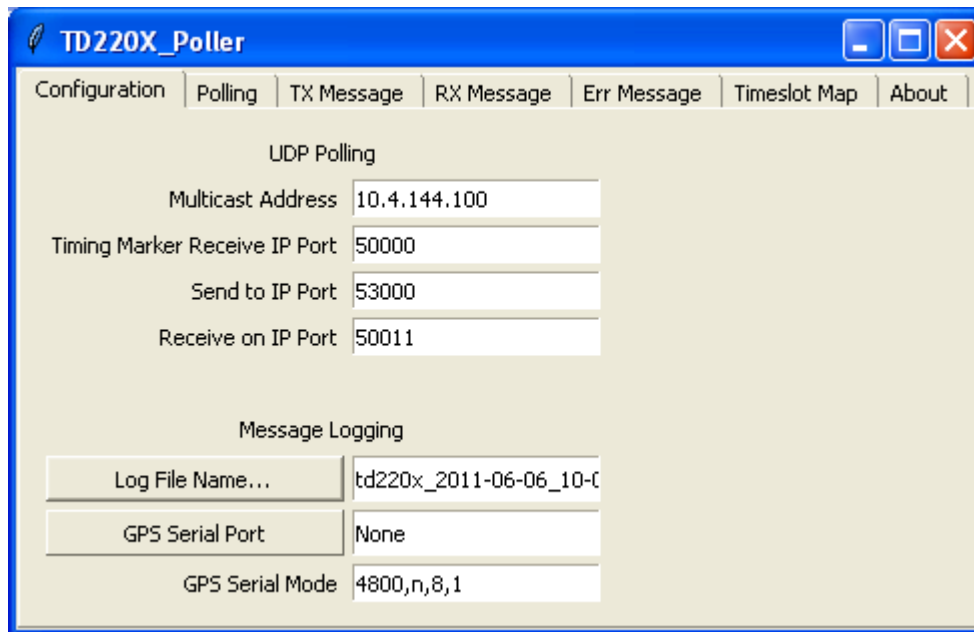 TD220X_Poller
Configuration Polling TX Message RX Message Err Message Timeslot Map About
UDP Polling
Multicast Address 10.4.144.100
Timing Marker Receive IP Port 50000
Send to IP Port 53000
Receive on IP Port 50011
Message Logging
Log File Name... td220x_2011-06-06_10-0
GPS Serial Port None
GPS Serial Mode 4800,n,8,1